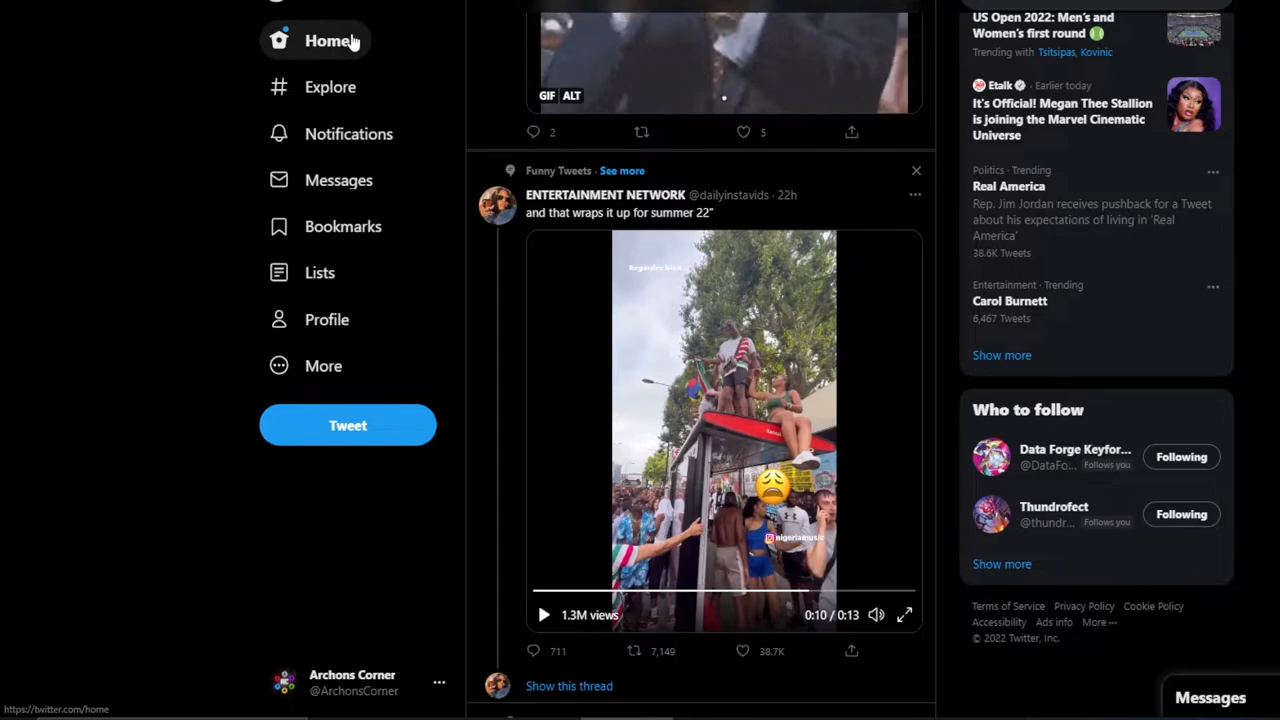 Home
Explore
Notifications
Messages
Bookmarks
Lists
Profile
More
Tweet
Archons Corner
@ArchonsCorner
https://twitter.com/home
GIF ALT
2 5
Funny Tweets · See more
ENTERTAINMENT NETWORK @dailyinstavids · 22h
and that wraps it up for summer 22"
nigeriamusic
1.3M views 0:10 / 0:13
711 7,149 38.7K
Show this thread
US Open 2022: Men's and
Women's first round
Trending with Tsitsipas, Kovinic
Etalk · Earlier today
It's Official! Megan Thee Stallion
is joining the Marvel Cinematic
Universe
Politics · Trending
Real America
Rep. Jim Jordan receives pushback for a Tweet
about his expectations of living in 'Real
America'
38.6K Tweets
Entertainment · Trending
Carol Burnett
6,467 Tweets
Show more
Who to follow
Data Forge Keyfor...
@DataFo... Follows you
Following
Thundrofect
@thundr... Follows you
Following
Show more
Terms of Service Privacy Policy Cookie Policy
Accessibility Ads info More ···
© 2022 Twitter, Inc.
Messages